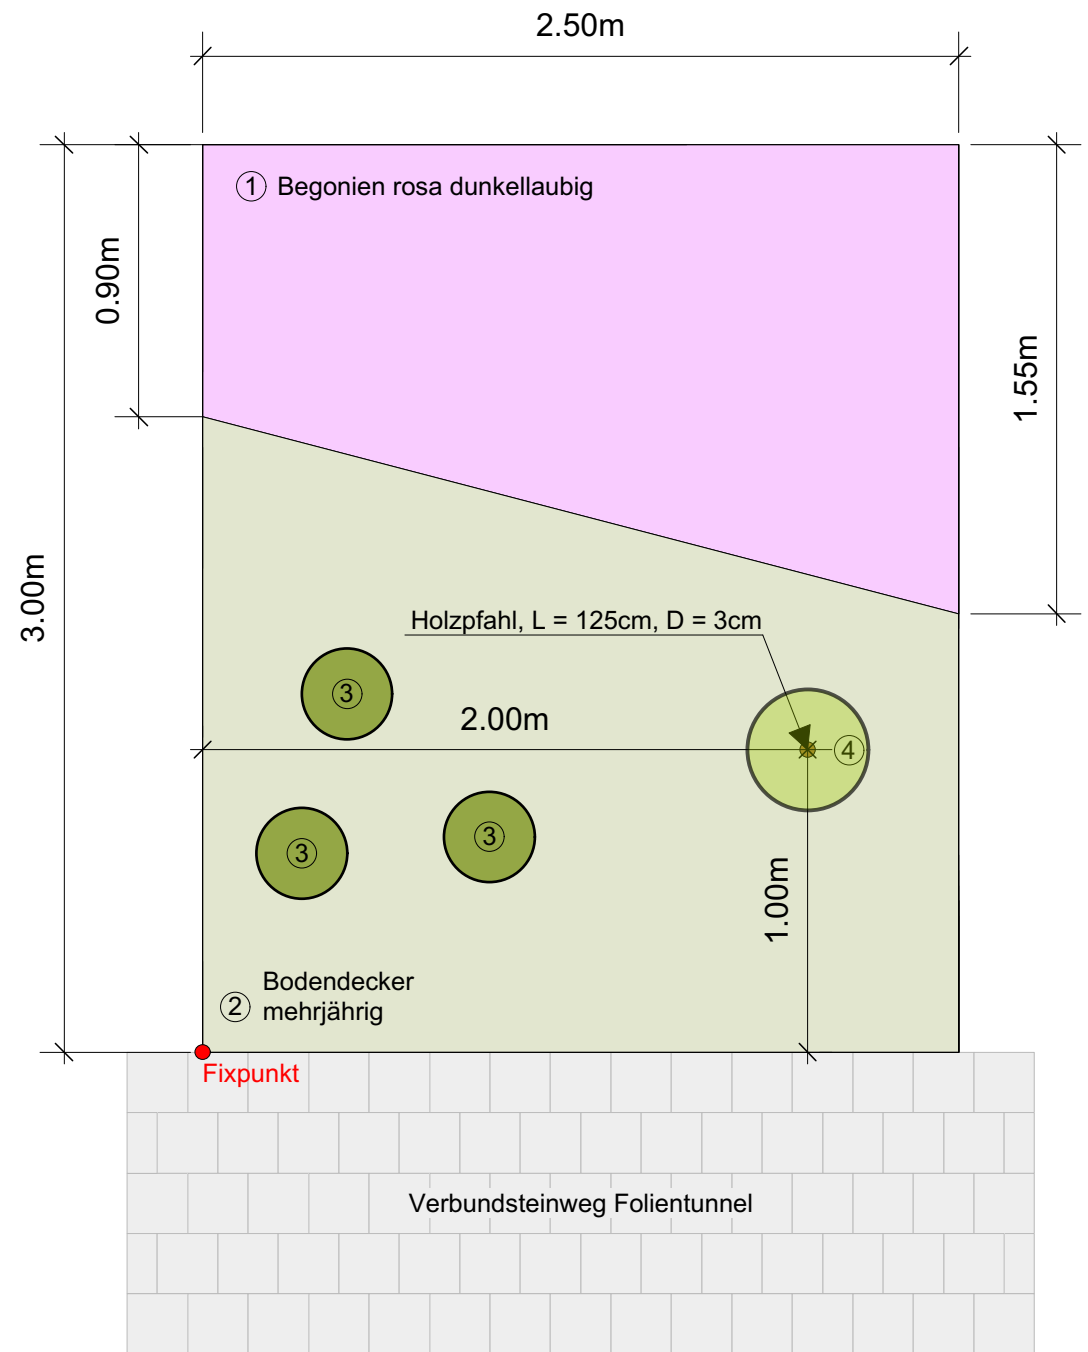 2.50m
① Begonien rosa dunkellaubig
0.90m
1.55m
3.00m
Holzpfahl, L = 125cm, D = 3cm
③
2.00m
④
③
③
1.00m
Bodendecker
② mehrjährig
Fixpunkt
Verbundsteinweg Folientunnel